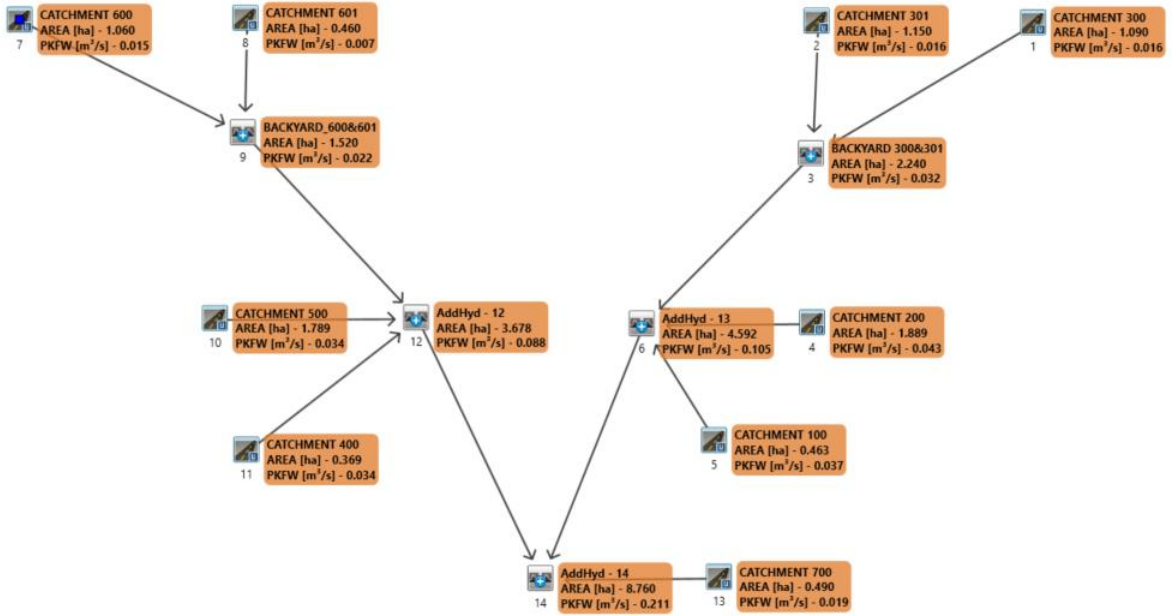 CATCHMENT 600
AREA [ha] - 1.060
PKFW [m³/s] - 0.015
7
CATCHMENT 601
AREA [ha] - 0.460
PKFW [m³/s] - 0.007
8
CATCHMENT 301
AREA [ha] - 1.150
PKFW [m³/s] - 0.016
2
CATCHMENT 300
AREA [ha] - 1.090
PKFW [m³/s] - 0.016
1
BACKYARD_600&601
AREA [ha] - 1.520
PKFW [m³/s] - 0.022
9
BACKYARD 300&301
AREA [ha] - 2.240
PKFW [m³/s] - 0.032
3
CATCHMENT 500
AREA [ha] - 1.789
PKFW [m³/s] - 0.034
10
AddHyd - 12
AREA [ha] - 3.678
PKFW [m³/s] - 0.088
12
AddHyd - 13
AREA [ha] - 4.592
PKFW [m³/s] - 0.105
6
CATCHMENT 200
AREA [ha] - 1.889
PKFW [m³/s] - 0.043
4
CATCHMENT 400
AREA [ha] - 0.369
PKFW [m³/s] - 0.034
11
CATCHMENT 100
AREA [ha] - 0.463
PKFW [m³/s] - 0.037
5
AddHyd - 14
AREA [ha] - 8.760
PKFW [m³/s] - 0.211
14
CATCHMENT 700
AREA [ha] - 0.490
PKFW [m³/s] - 0.019
13